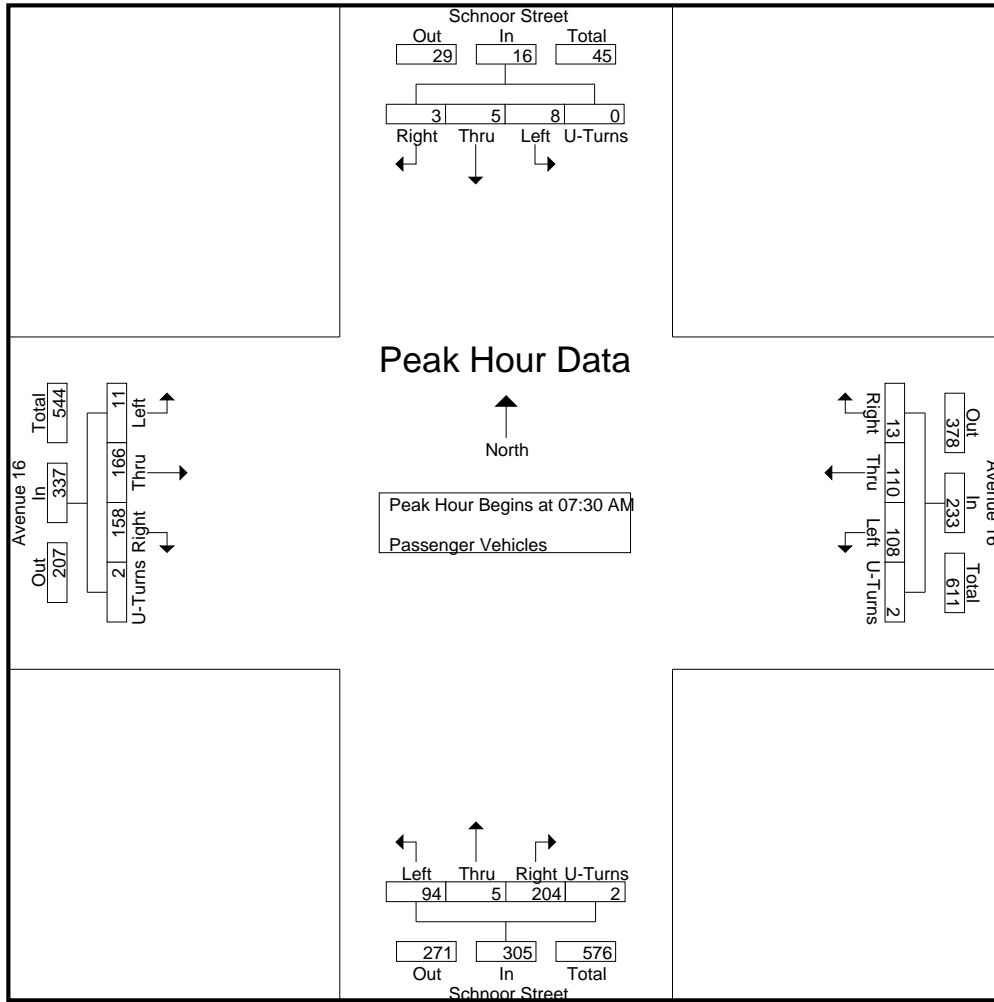 Schnoor Street
Out In Total
29 16 45
3 5 8 0
Right Thru Left U-Turns
Peak Hour Data
North
Peak Hour Begins at 07:30 AM
Passenger Vehicles
Avenue 16
Total In Out
544 337 207
11 166 158 2
Left Thru Right U-Turns
Avenue 16
Out In Total
378 233 611
13 110 108 2
Right Thru Left U-Turns
Left Thru Right U-Turns
94 5 204 2
271 305 576
Out In Total
Schnoor Street